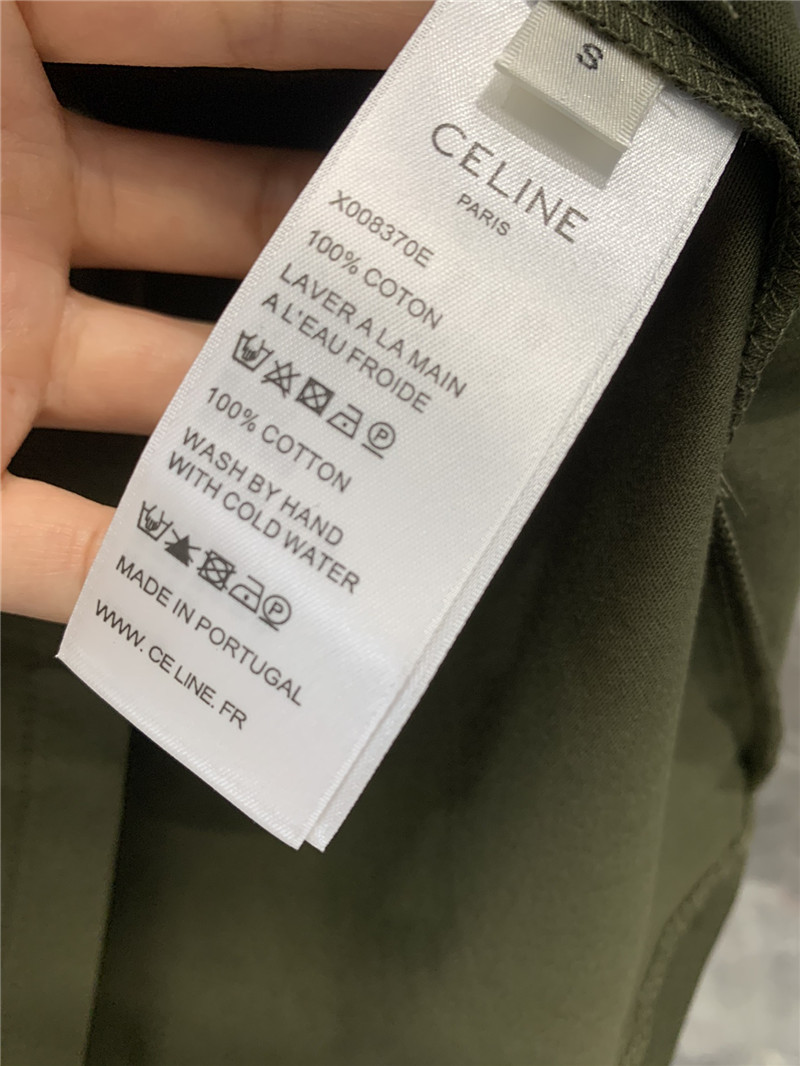 S
CELINE
PARIS
X008370E
100% COTON
LAVER A LA MAIN
A L'EAU FROIDE
P
100% COTTON
WASH BY HAND
WITH COLD WATER
P
MADE IN PORTUGAL
WWW. CE LINE. FR